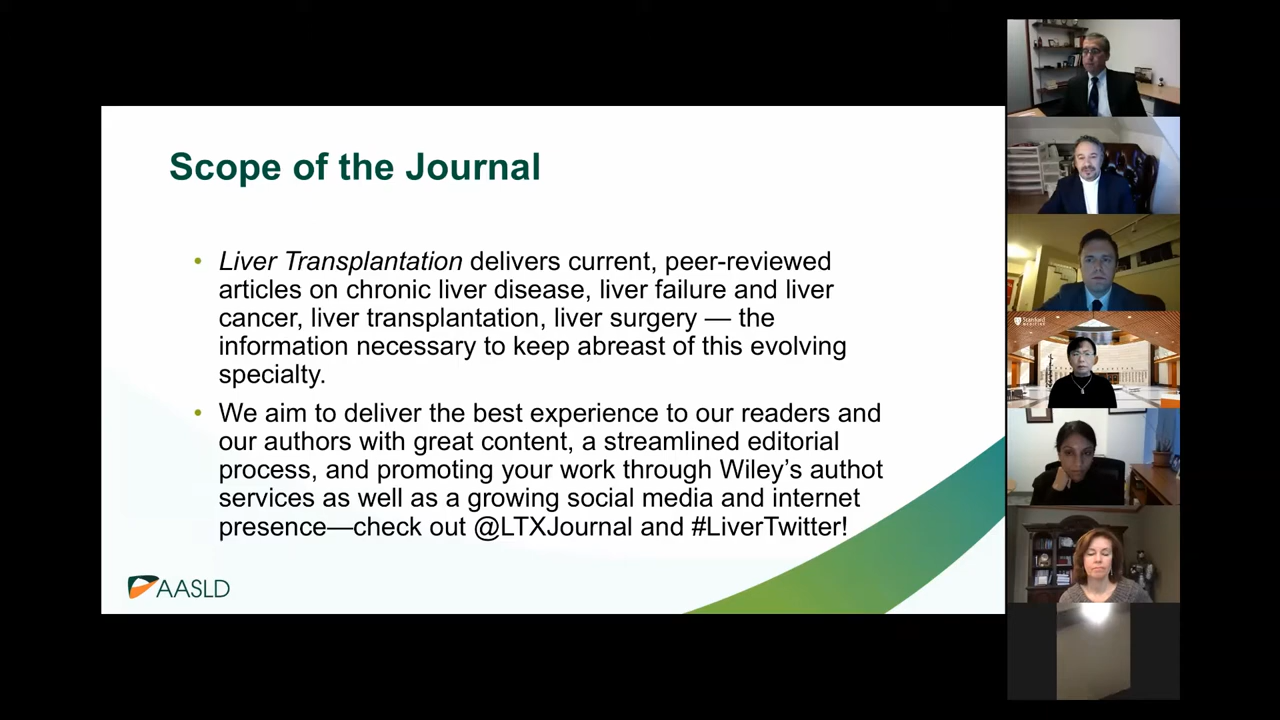 Scope of the Journal
• Liver Transplantation delivers current, peer-reviewed
articles on chronic liver disease, liver failure and liver
cancer, liver transplantation, liver surgery — the
information necessary to keep abreast of this evolving
specialty.
• We aim to deliver the best experience to our readers and
our authors with great content, a streamlined editorial
process, and promoting your work through Wiley’s authot
services as well as a growing social media and internet
presence—check out @LTXJournal and #LiverTwitter!
AASLD
Stanford
MEDICINE